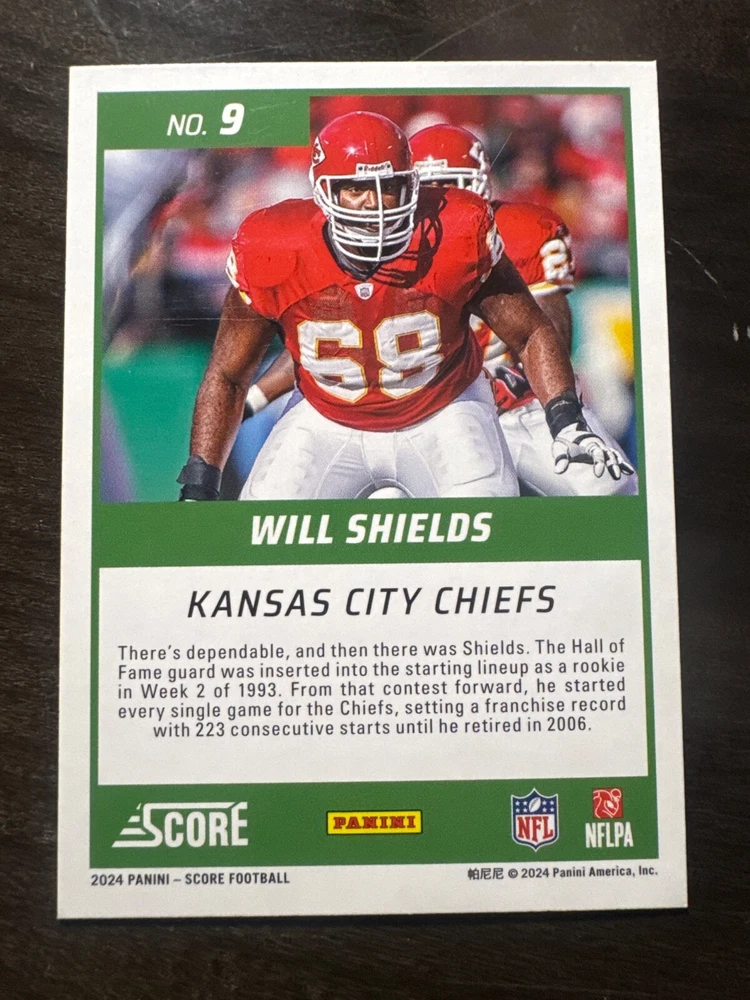 NO. 9
Riddell
68
68
WILL SHIELDS
KANSAS CITY CHIEFS
There's dependable, and then there was Shields. The Hall of
Fame guard was inserted into the starting lineup as a rookie
in Week 2 of 1993. From that contest forward, he started
every single game for the Chiefs, setting a franchise record
with 223 consecutive starts until he retired in 2006.
SCORE
PANINI
NFL
NFLPA
2024 PANINI – SCORE FOOTBALL
帕尼尼 © 2024 Panini America, Inc.